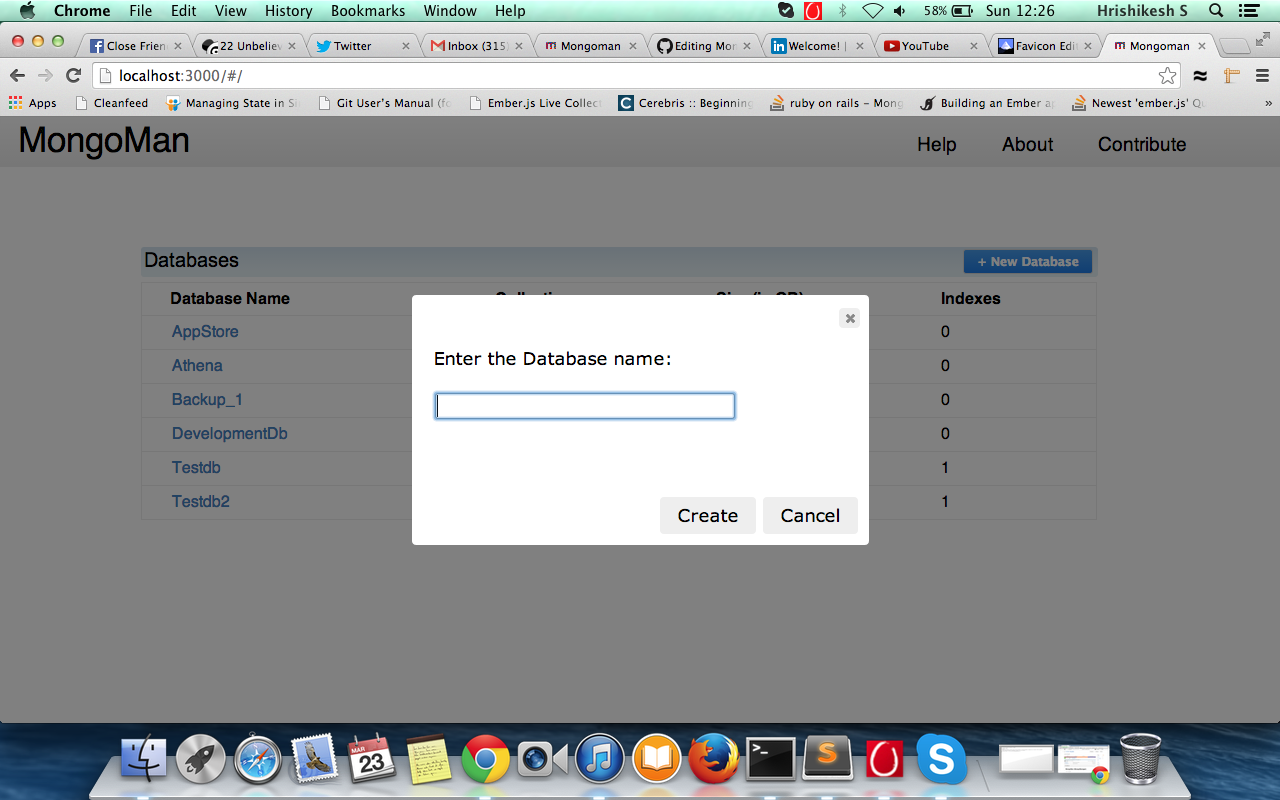 Chrome File Edit View History Bookmarks Window Help 58% Sun 12:26 Hrishikesh S
Close Frien 22 Unbeliev Twitter Inbox (315) Mongoman Editing Mon Welcome! | YouTube Favicon Edi Mongoman
localhost:3000/#/
Apps Cleanfeed Managing State in Si Git User's Manual (fo Ember.js Live Collect Cerebris :: Beginning ruby on rails – Mong Building an Ember ap Newest 'ember.js' Qu »
MongoMan Help About Contribute
Databases + New Database
Database Name Indexes
AppStore 0
Athena 0
Backup_1 0
DevelopmentDb 0
Testdb 1
Testdb2 1
Enter the Database name:
Create Cancel
MAR
23